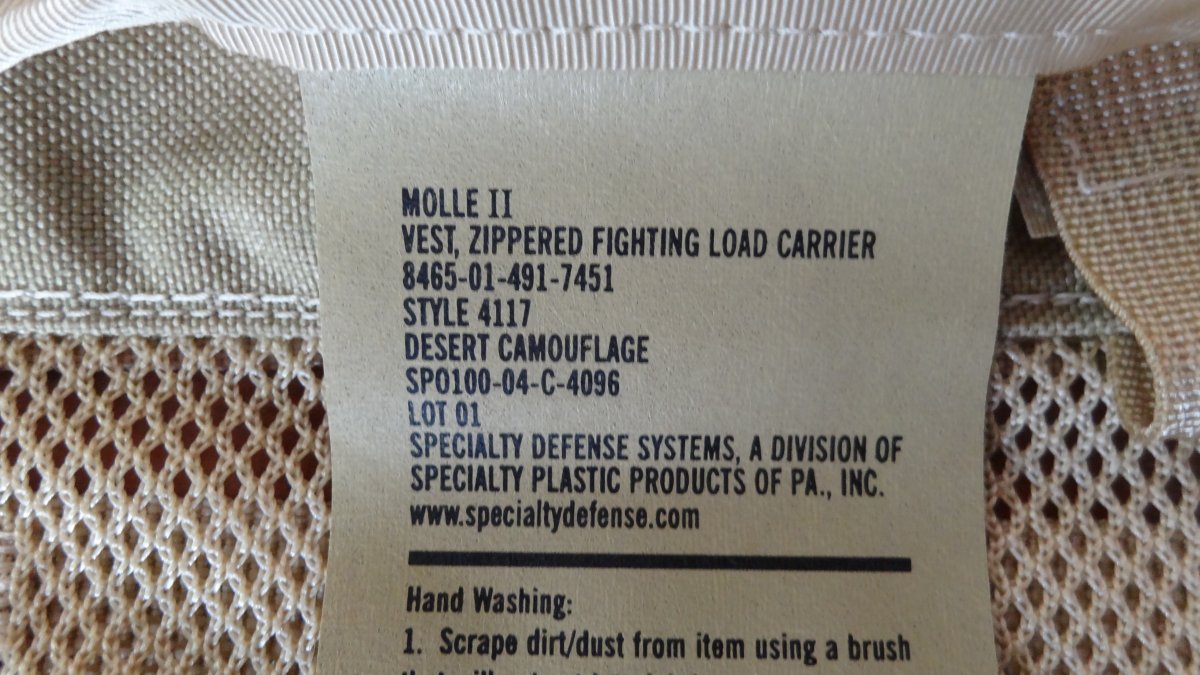 MOLLE II
VEST, ZIPPERED FIGHTING LOAD CARRIER
8465-01-491-7451
STYLE 4117
DESERT CAMOUFLAGE
SPO100-04-C-4096
LOT 01
SPECIALTY DEFENSE SYSTEMS, A DIVISION OF
SPECIALTY PLASTIC PRODUCTS OF PA., INC.
www.specialtydefense.com
Hand Washing:
1. Scrape dirt/dust from item using a brush